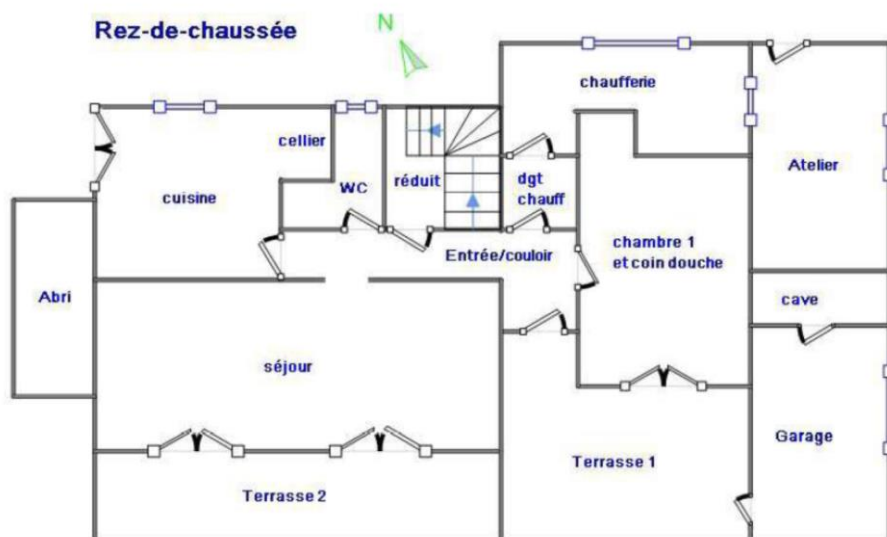 N
Rez-de-chaussée
chaufferie
cellier
Atelier
WC
réduit
dgt
chauff
cuisine
chambre 1
et coin douche
Entrée/couloir
Abri
cave
séjour
Garage
Terrasse 1
Terrasse 2